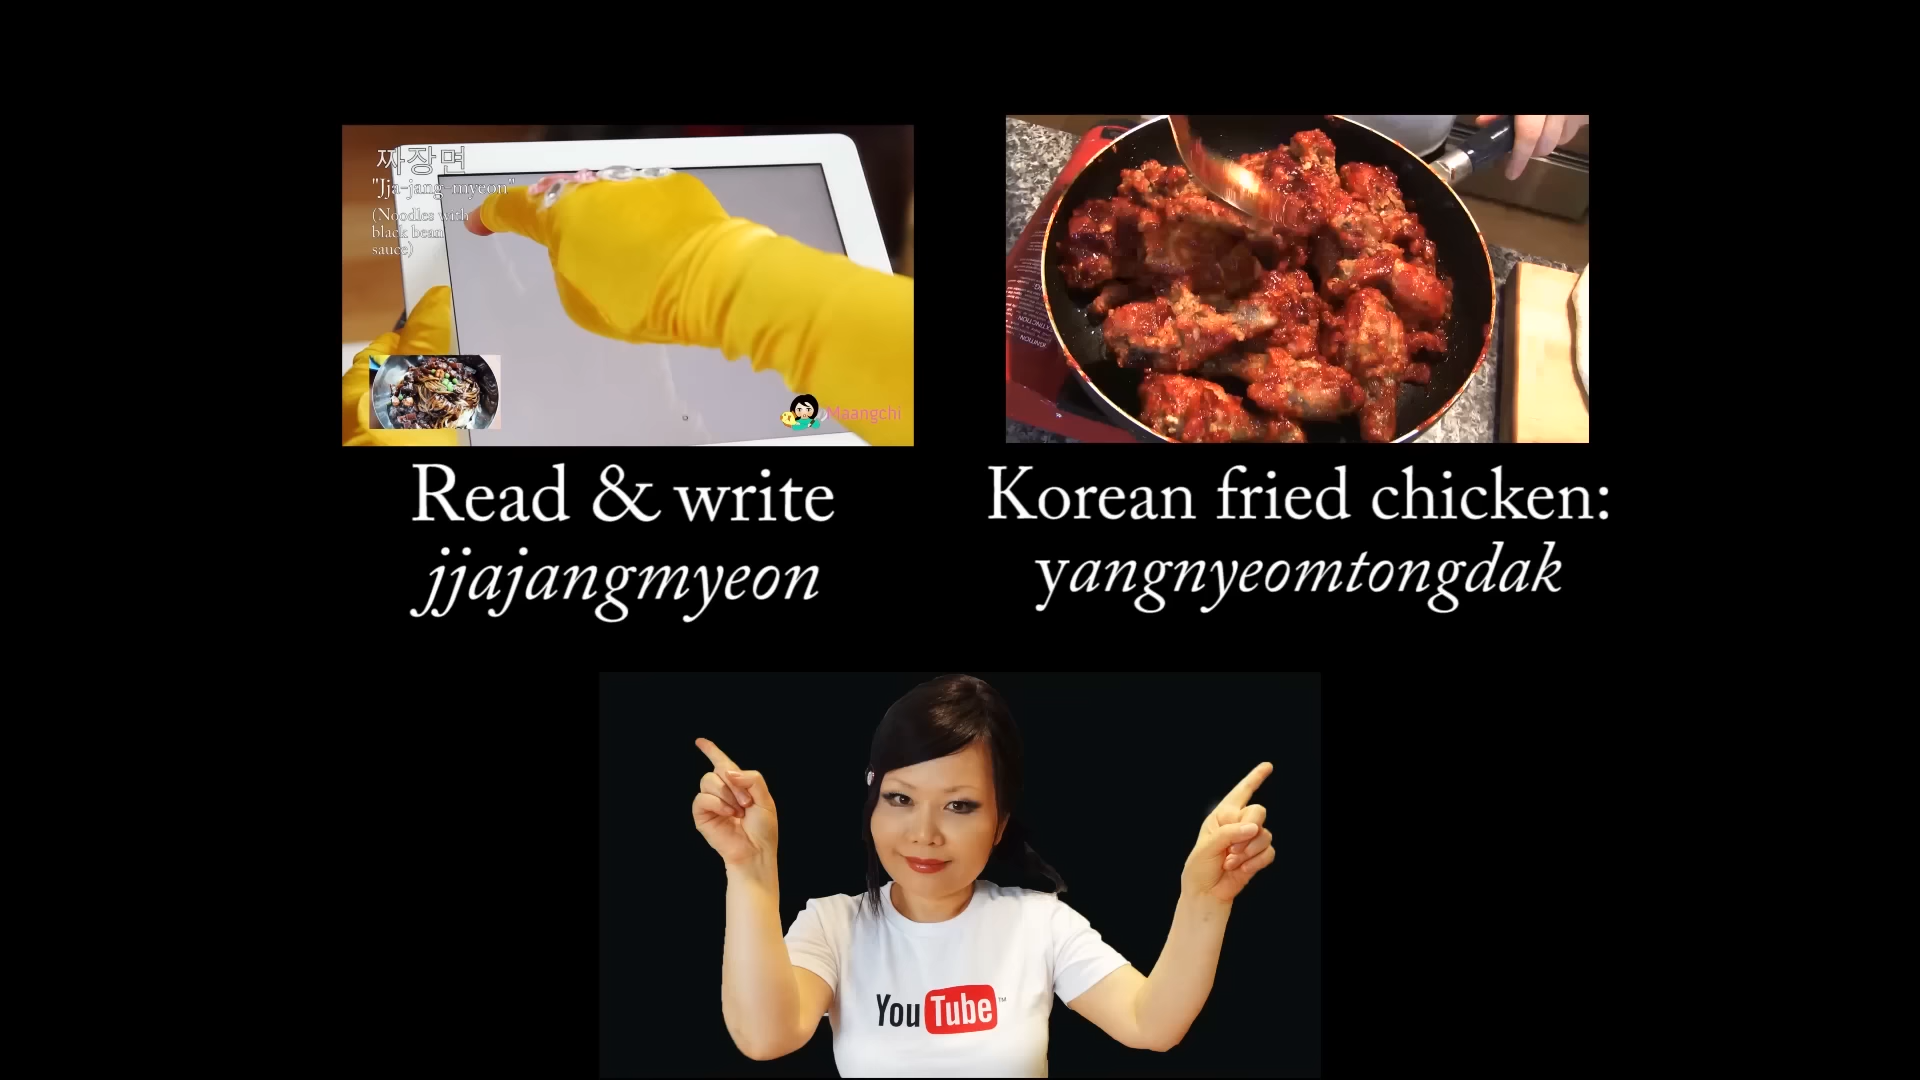 짜장면
"Jja-jang-myeon"
(Noodles with
black bean
sauce)
Maangchi
Read & write
jjajangmyeon
Korean fried chicken:
yangnyeomtongdak
YouTube™